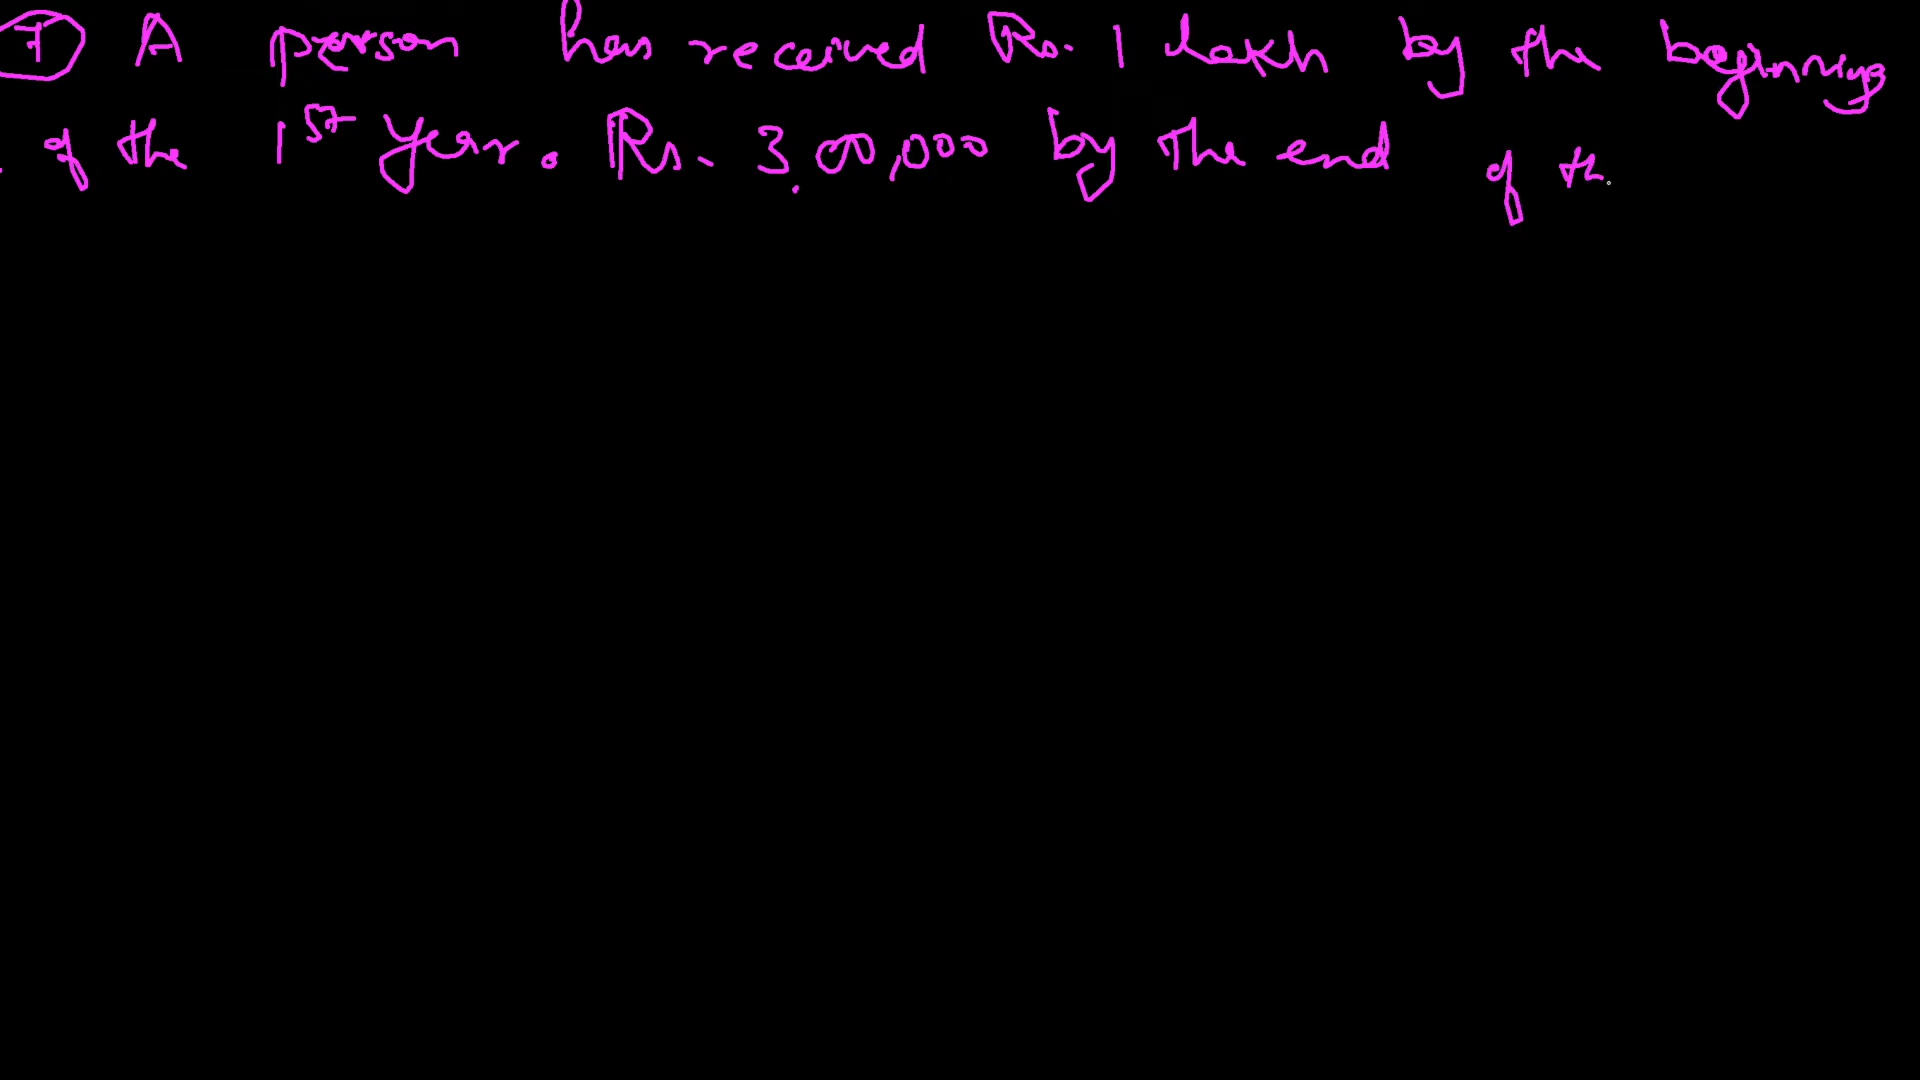 7 A person has received Rs. 1 lakh by the beginning
of the 1st year. Rs. 3,00,000 by the end of th